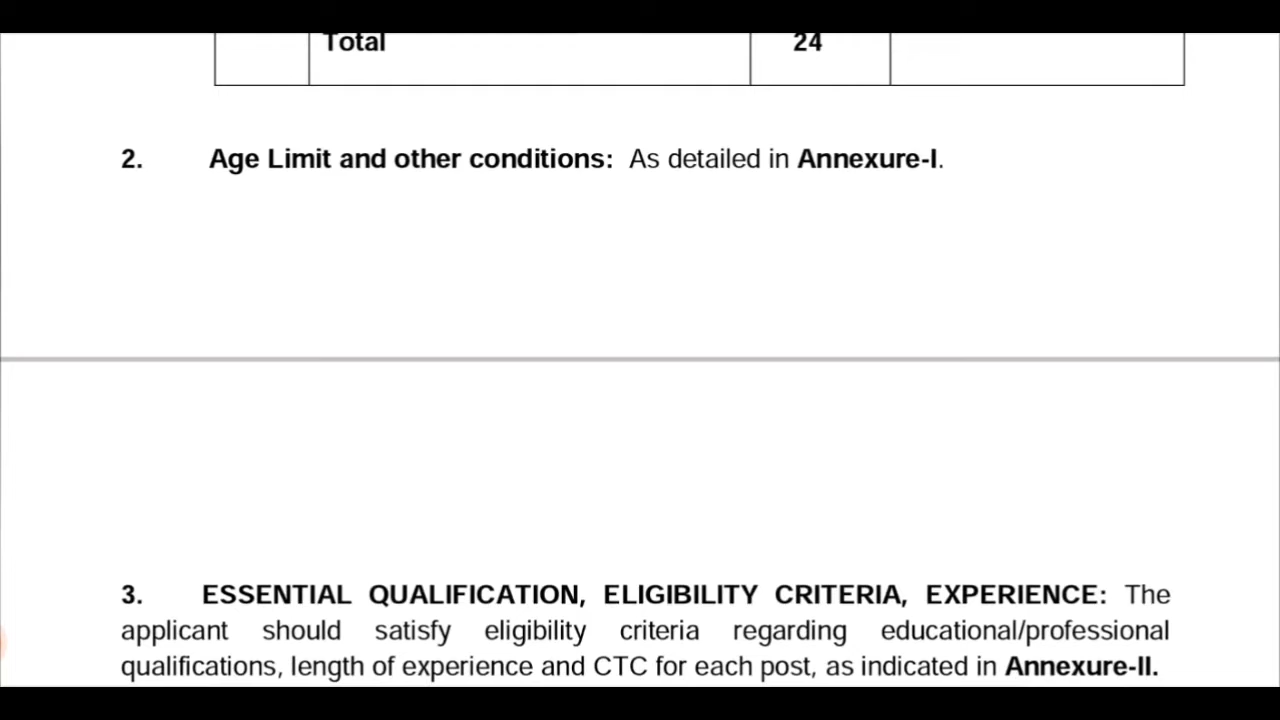 Total 24
2. Age Limit and other conditions: As detailed in Annexure-I.
3. ESSENTIAL QUALIFICATION, ELIGIBILITY CRITERIA, EXPERIENCE: The
applicant should satisfy eligibility criteria regarding educational/professional
qualifications, length of experience and CTC for each post, as indicated in Annexure-II.